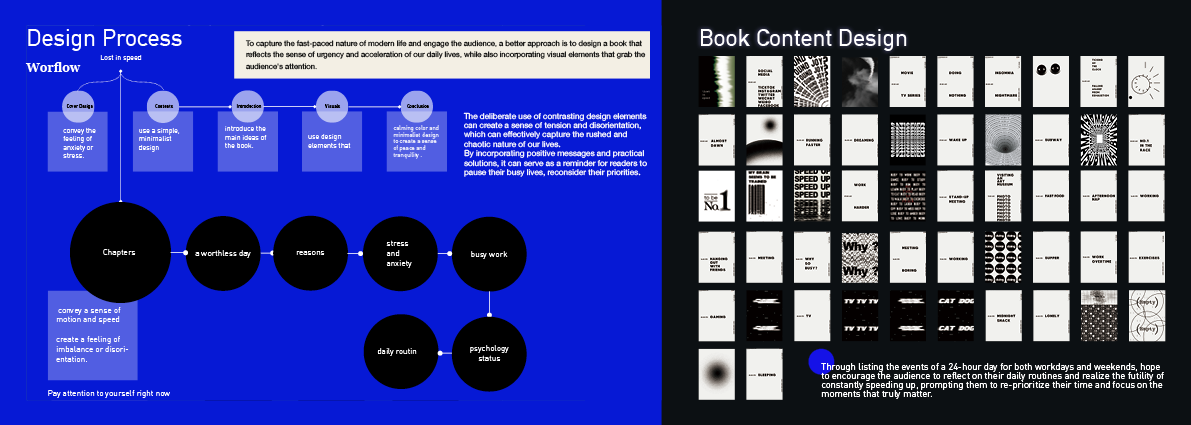 Design Process
Lost in speed
Worflow
To capture the fast-paced nature of modern life and engage the audience, a better approach is to design a book that
reflects the sense of urgency and acceleration of our daily lives, while also incorporating visual elements that grab the
audience's attention.
Cover Design
Contents
Introduction
Visuals
Conclusion
convey the
feeling of
anxiety or
stress.
use a simple,
minimalist
design
introduce the
main ideas of
the book.
use design
elements that
calming color and
minimalist design
to create a sense
of peace and
tranquility .
The deliberate use of contrasting design elements
can create a sense of tension and disorientation,
which can effectively capture the rushed and
chaotic nature of our lives.
By incorporating positive messages and practical
solutions, it can serve as a reminder for readers to
pause their busy lives, reconsider their priorities.
Chapters
a worthless day
reasons
stress
and
anxiety
busy work
convey a sense of
motion and speed
create a feeling of
imbalance or disori-
entation.
daily routin
psychology
status
Pay attention to yourself right now
Book Content Design
SOCIAL
MEDIA
TICKTOK
INSTAGRAM
TWITTER
WECHAT
WEIBO
FACEBOOK
MOVIE
TV SERIES
DOING
NOTHING
INSOMNIA
NIGHTMARE
ALMOST
DAWN
RUNNING
FASTER
DREAMING
WAKE UP
SUBWAY
NO.1
IN THE
RACE
to be
No.1
MY BRAIN
NEEDS TO BE
TRAINED
SPEED UP
WORK
HARDER
STAND-UP
MEETING
VISITING
AN
ART
MUSEUM
PHOTO
PHOTO
PHOTO
PHOTO
PHOTO
FAST FOOD
AFTERNOON
NAP
WORKING
HANGING
OUT
WITH
FRIENDS
MEETING
WHY
SO
BUSY?
Why ?
Why ?
MEETING
BORING
WORKING
SUPPER
WORK
OVERTIME
EXERCISES
GAMING
TV
TV TV TV
TV TV TV
CAT DOG
CAT DOG
MIDNIGHT
SNACK
LONELY
(Empty)
(Empty)
SLEEPING
Through listing the events of a 24-hour day for both workdays and weekends, hope
to encourage the audience to reflect on their daily routines and realize the futility of
constantly speeding up, prompting them to re-prioritize their time and focus on the
moments that truly matter.